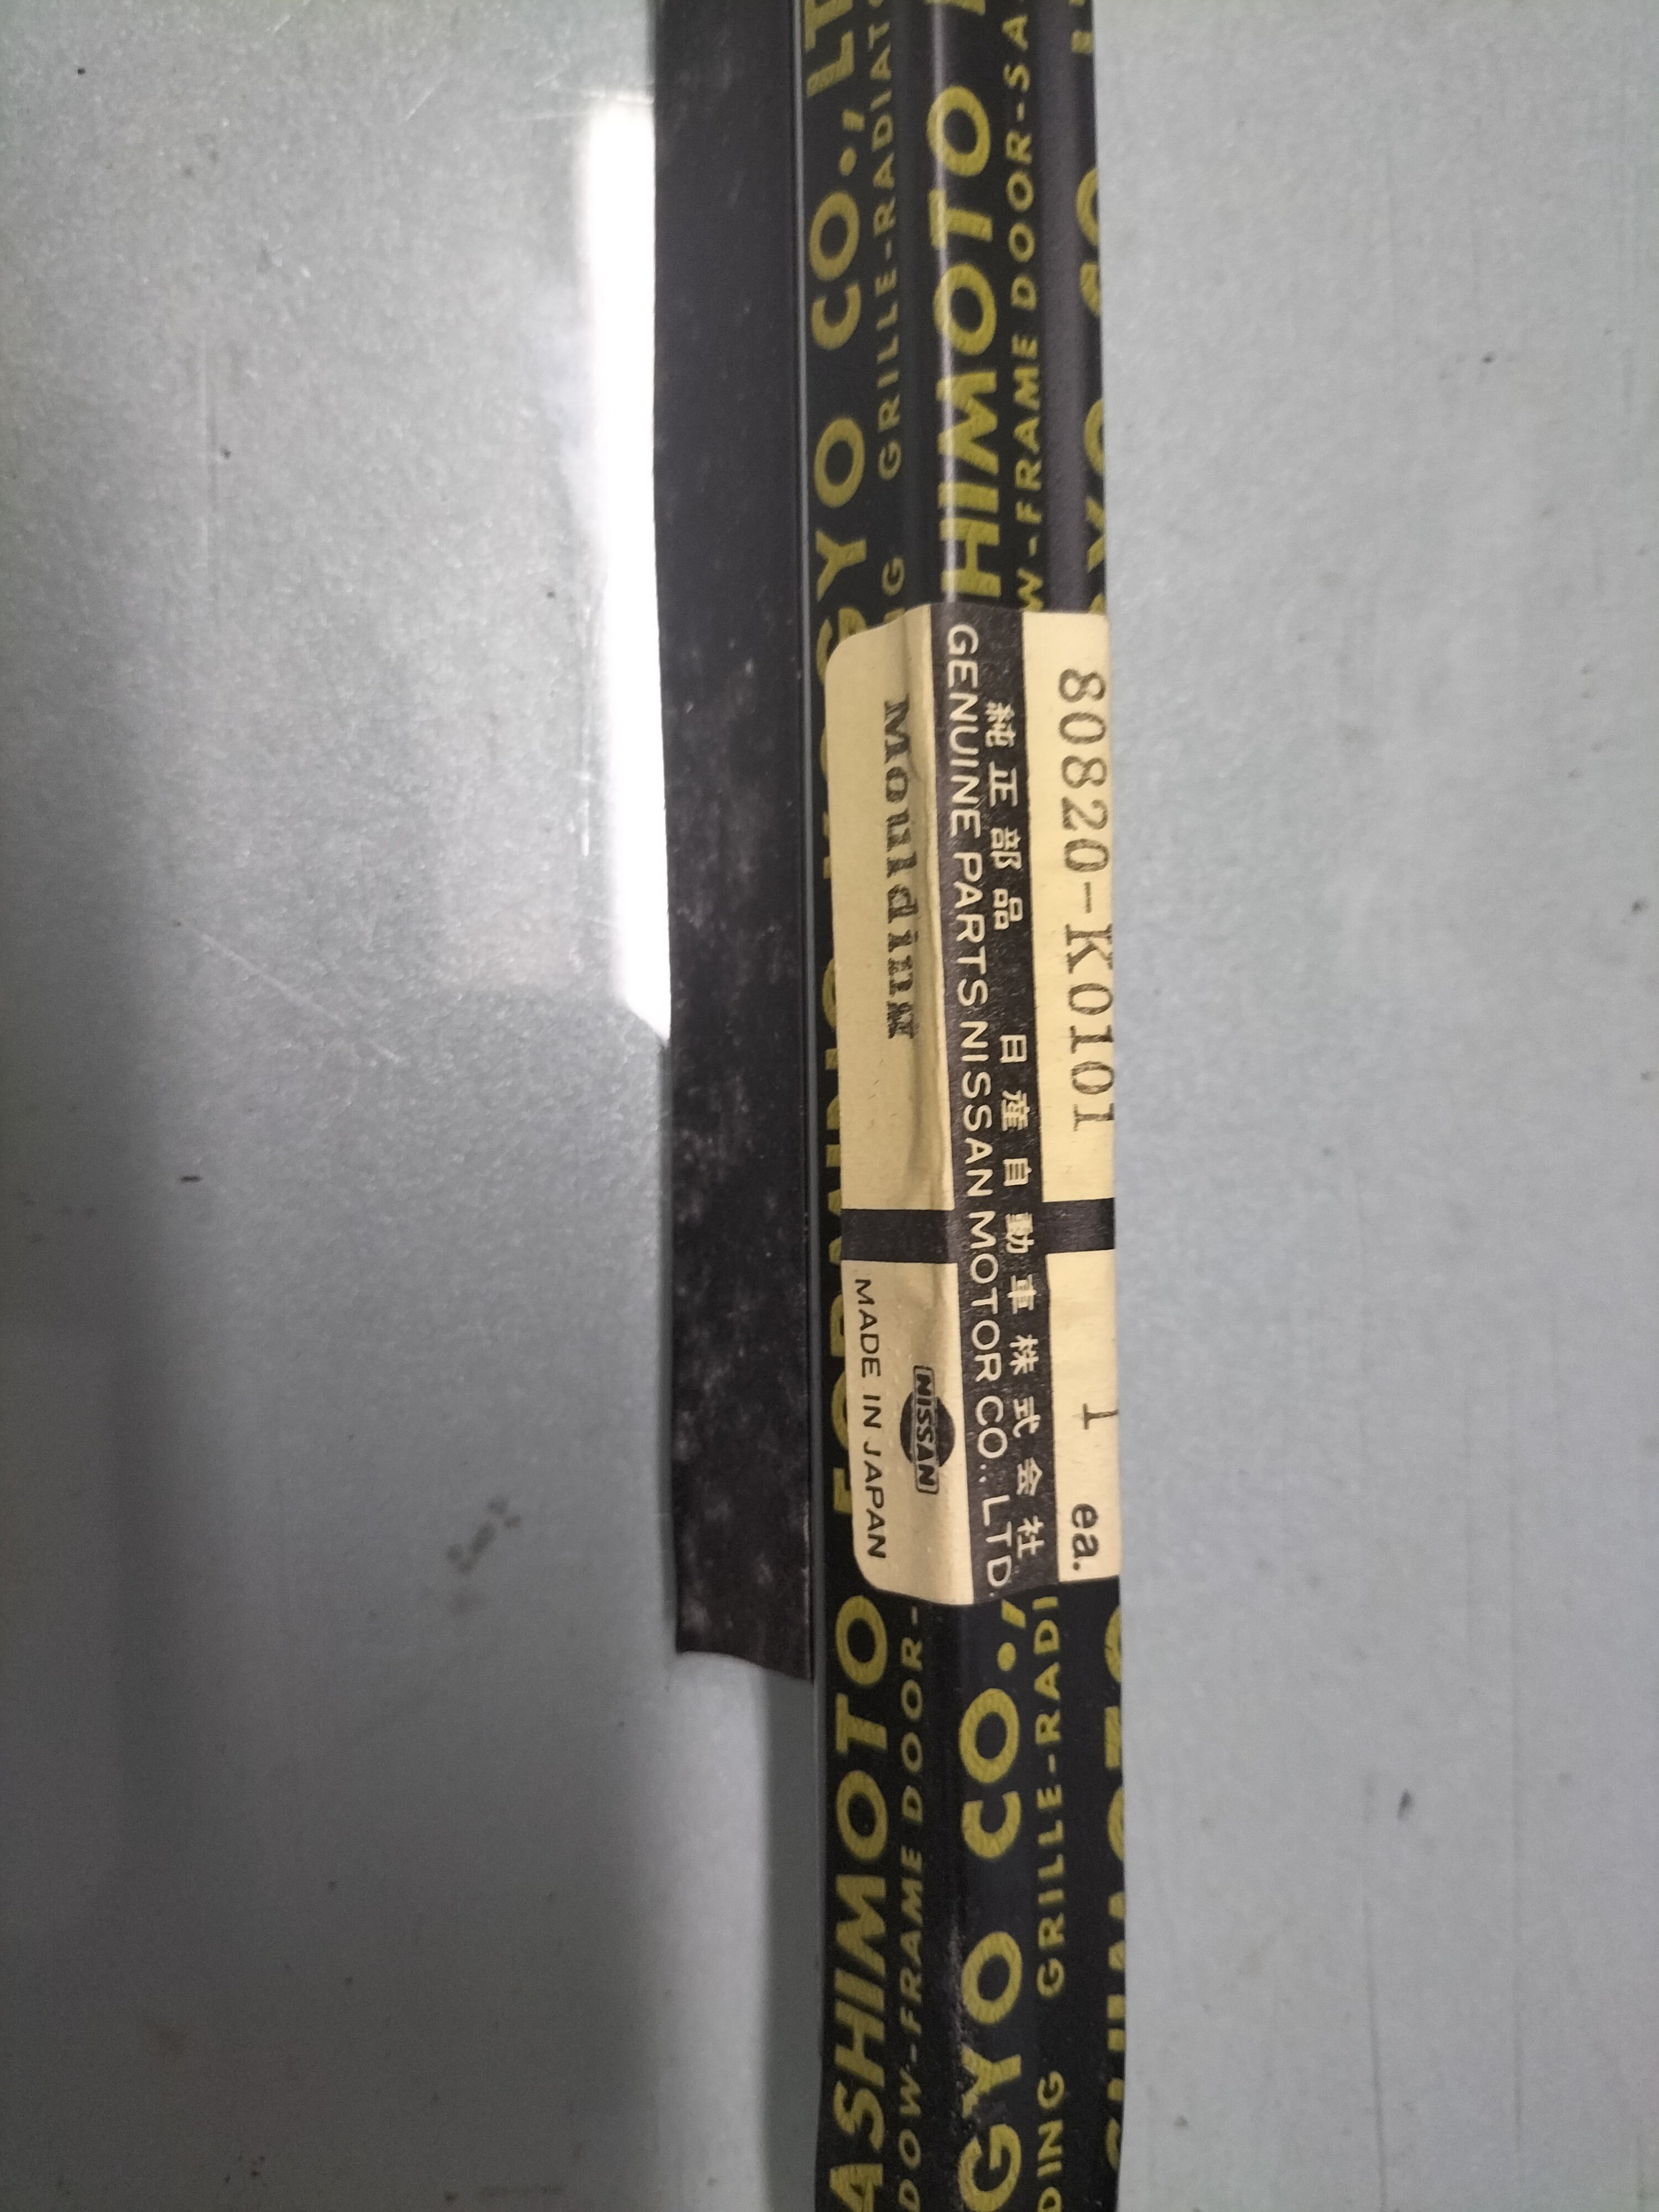 80820-K0101
1 ea.
純正部品 日産自動車株式会社
GENUINE PARTS NISSAN MOTOR CO., LTD.
Moulding
NISSAN
MADE IN JAPAN
GYO CO.,
GRILLE-RADIAT
HIMOTO
W-FRAME DOOR-SA
ASHIMOTO
DOW-FRAME DOOR-
GYO CO.,
DING GRILLE-RADI